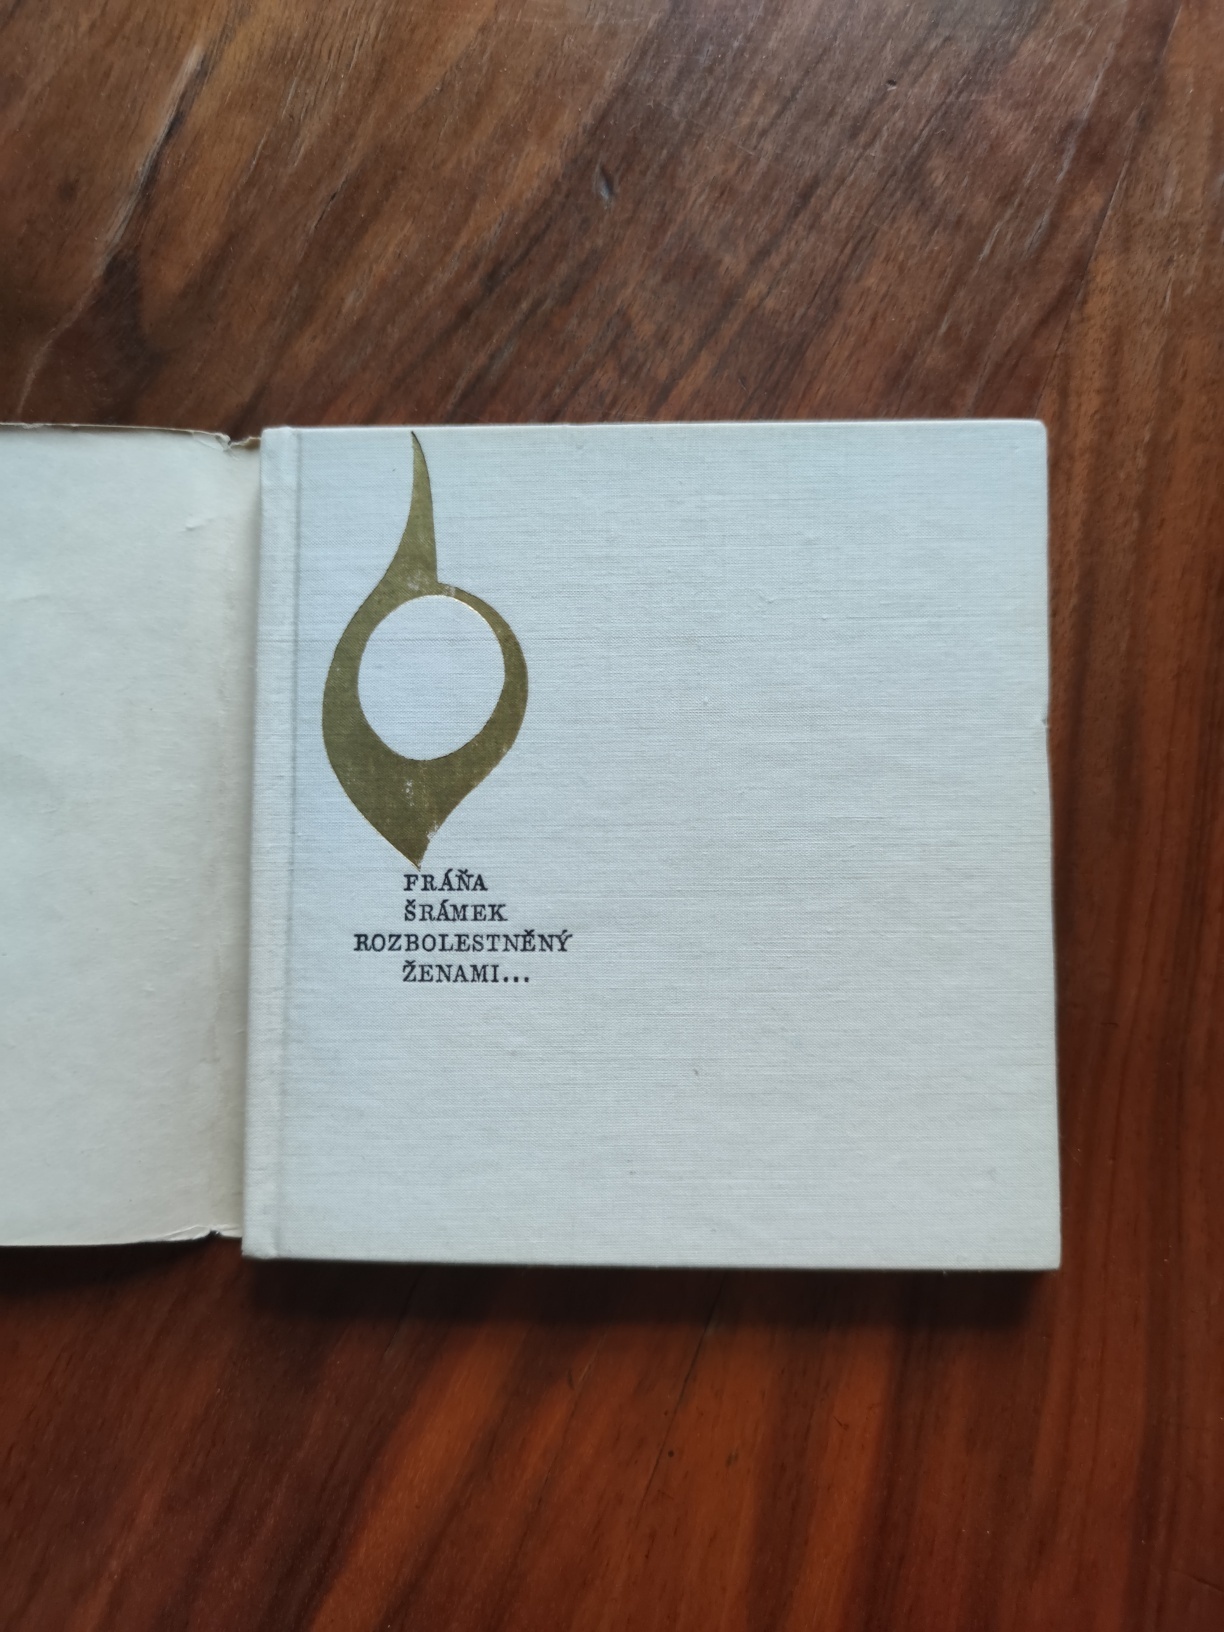 FRÁŇA
ŠRÁMEK
ROZBOLESTNĚNÝ
ŽENAMI...